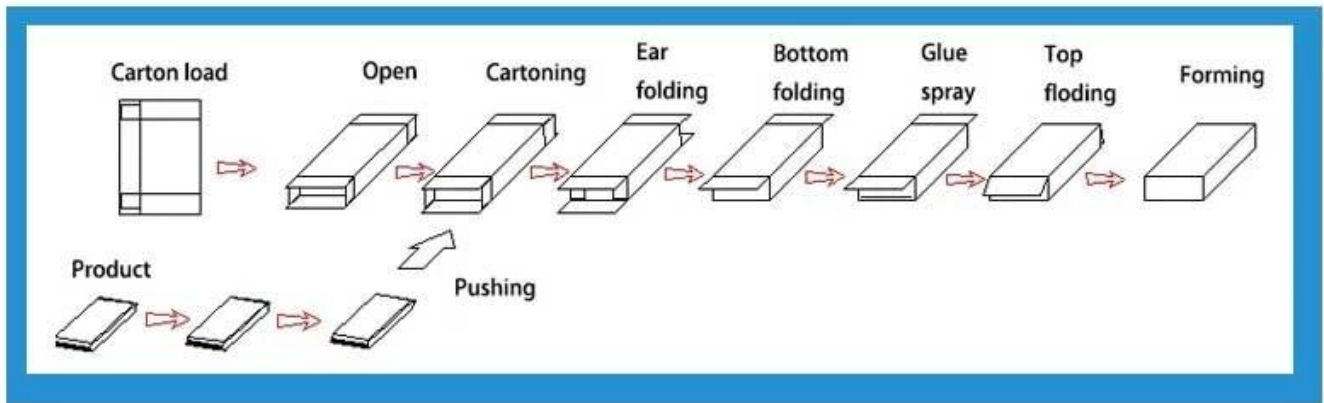 Carton load
Open
Cartoning
Ear
folding
Bottom
folding
Glue
spray
Top
floding
Forming
Product
Pushing